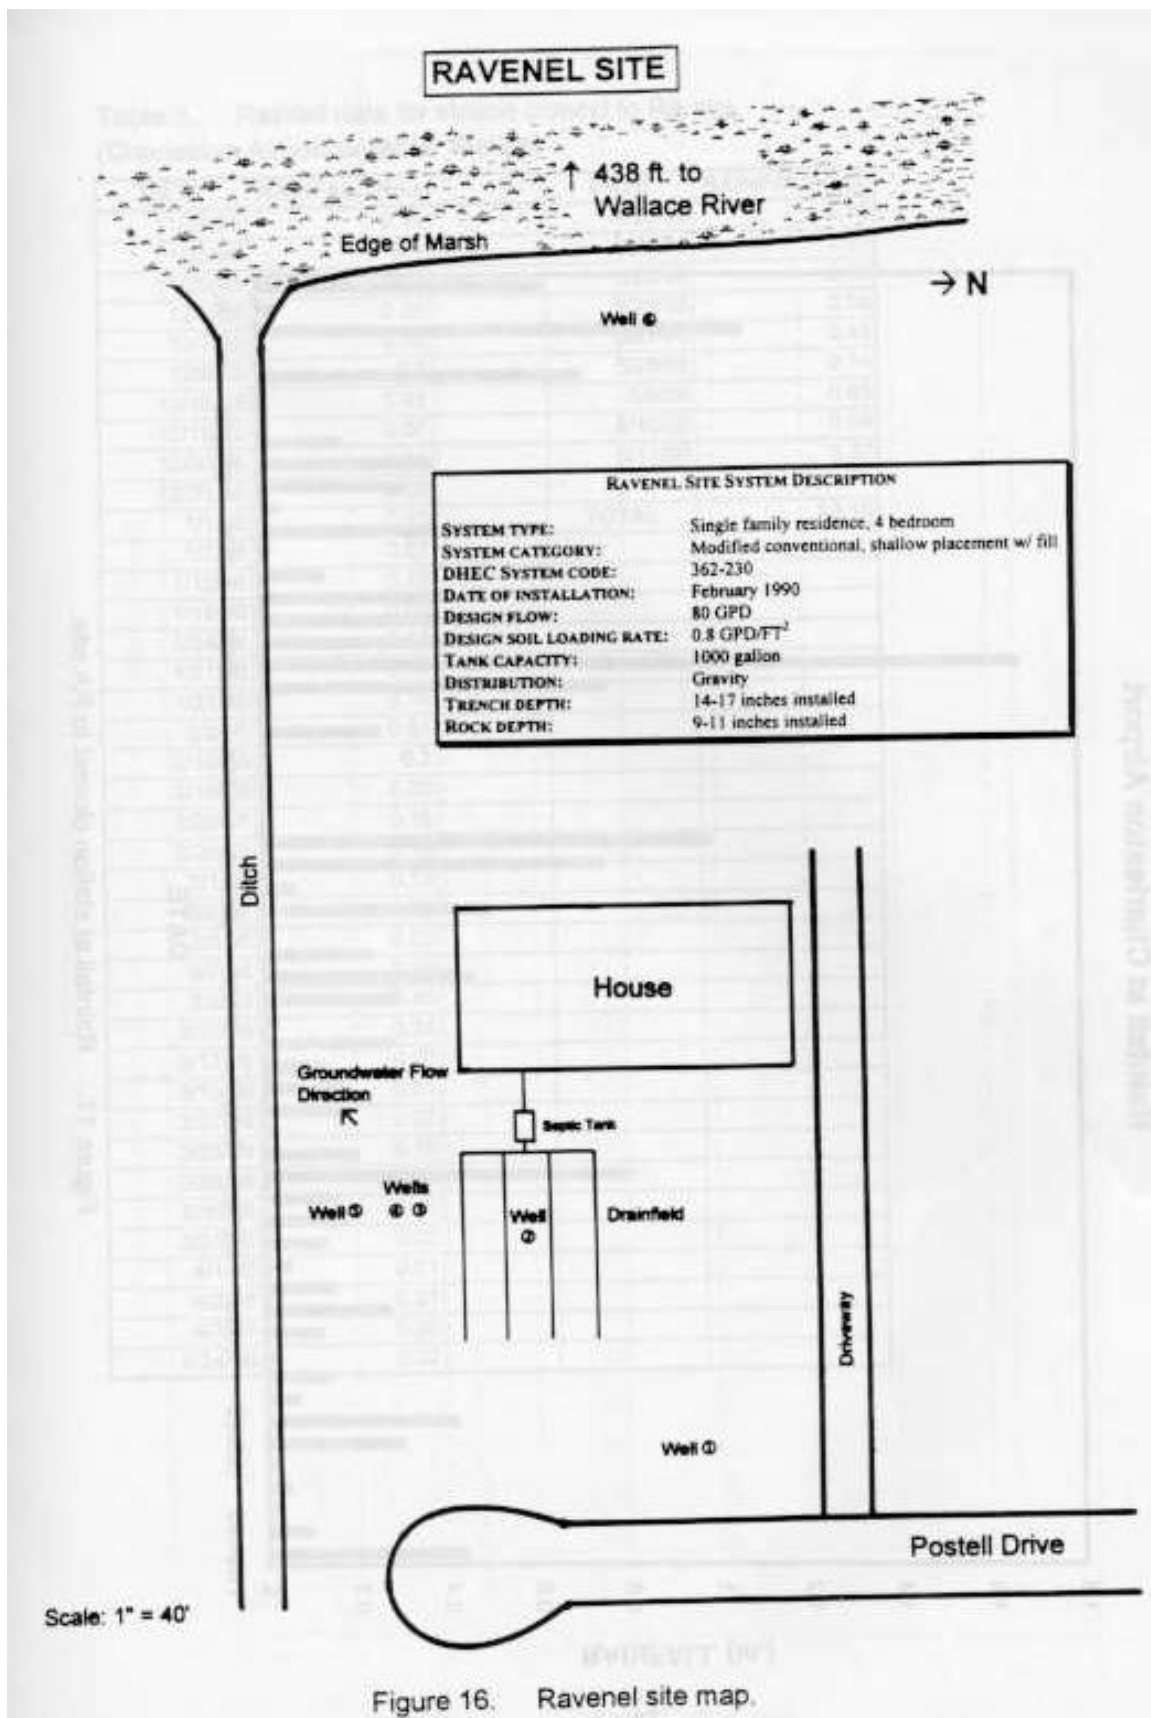 RAVENEL SITE
↑ 438 ft. to
Wallace River
Edge of Marsh
→ N
Well ⑥
RAVENEL SITE SYSTEM DESCRIPTION
SYSTEM TYPE: Single family residence, 4 bedroom
SYSTEM CATEGORY: Modified conventional, shallow placement w/ fill
DHEC SYSTEM CODE: 362-230
DATE OF INSTALLATION: February 1990
DESIGN FLOW: 80 GPD
DESIGN SOIL LOADING RATE: 0.8 GPD/FT²
TANK CAPACITY: 1000 gallon
DISTRIBUTION: Gravity
TRENCH DEPTH: 14-17 inches installed
ROCK DEPTH: 9-11 inches installed
Ditch
House
Groundwater Flow
Direction
Septic Tank
Wells
Well ⑤ ④ ③
Well
②
Drainfield
Driveway
Well ①
Postell Drive
Scale: 1" = 40'
Figure 16. Ravenel site map.